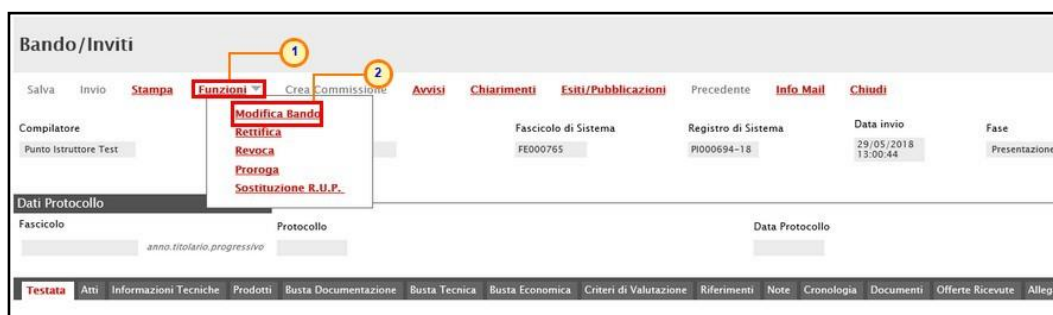 Bando/Inviti
1
2
Salva Invio Stampa Funzioni Crea Commissione Avvisi Chiarimenti Esiti/Pubblicazioni Precedente Info Mail Chiudi
Modifica Bando
Rettifica
Revoca
Proroga
Sostituzione R.U.P.
Compilatore Fascicolo di Sistema Registro di Sistema Data invio Fase
Punto Istruttore Test FE000765 PI000694-18 29/05/2018 Presentazione
13:00:44
Dati Protocollo
Fascicolo Protocollo Data Protocollo
anno.titolario.progressivo
Testata Atti Informazioni Tecniche Prodotti Busta Documentazione Busta Tecnica Busta Economica Criteri di Valutazione Riferimenti Note Cronologia Documenti Offerte Ricevute Alleg